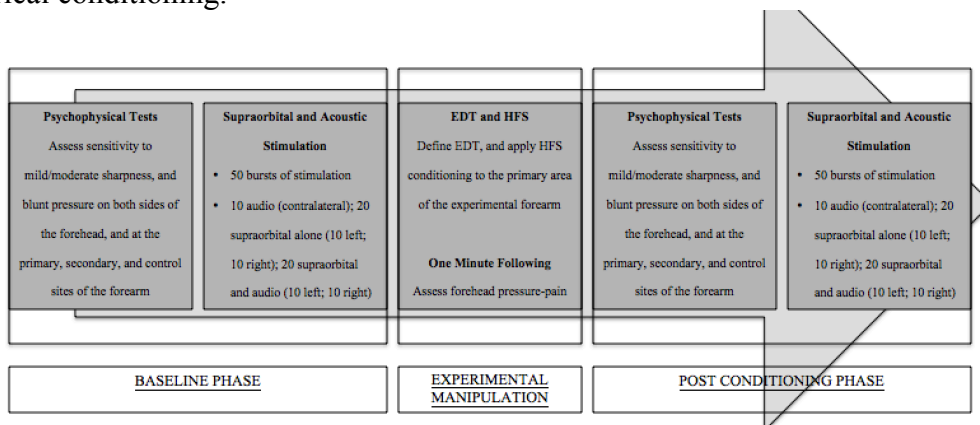 rical conditioning.
Psychophysical Tests
Assess sensitivity to
mild/moderate sharpness, and
blunt pressure on both sides of
the forehead, and at the
primary, secondary, and control
sites of the forearm
Supraorbital and Acoustic
Stimulation
• 50 bursts of stimulation
• 10 audio (contralateral); 20
supraorbital alone (10 left;
10 right); 20 supraorbital
and audio (10 left; 10 right)
EDT and HFS
Define EDT, and apply HFS
conditioning to the primary area
of the experimental forearm
One Minute Following
Assess forehead pressure-pain
Psychophysical Tests
Assess sensitivity to
mild/moderate sharpness, and
blunt pressure on both sides of
the forehead, and at the
primary, secondary, and control
sites of the forearm
Supraorbital and Acoustic
Stimulation
• 50 bursts of stimulation
• 10 audio (contralateral); 20
supraorbital alone (10 left;
10 right); 20 supraorbital
and audio (10 left; 10 right)
BASELINE PHASE
EXPERIMENTAL
MANIPULATION
POST CONDITIONING PHASE